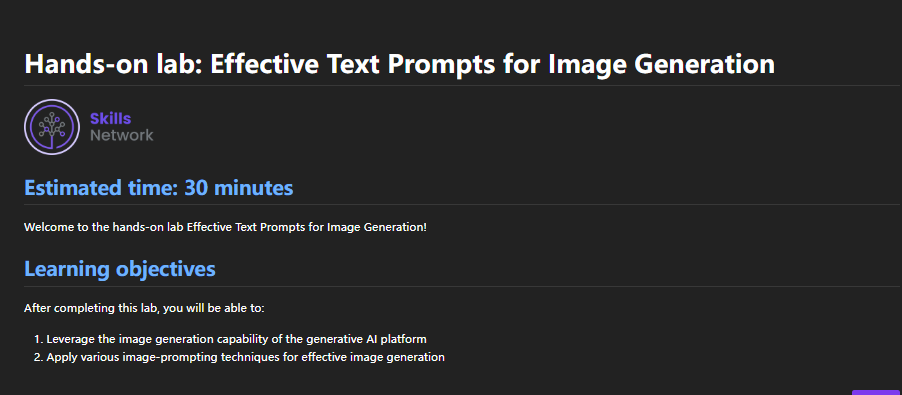 Hands-on lab: Effective Text Prompts for Image Generation
Skills
Network
Estimated time: 30 minutes
Welcome to the hands-on lab Effective Text Prompts for Image Generation!
Learning objectives
After completing this lab, you will be able to:
1. Leverage the image generation capability of the generative AI platform
2. Apply various image-prompting techniques for effective image generation